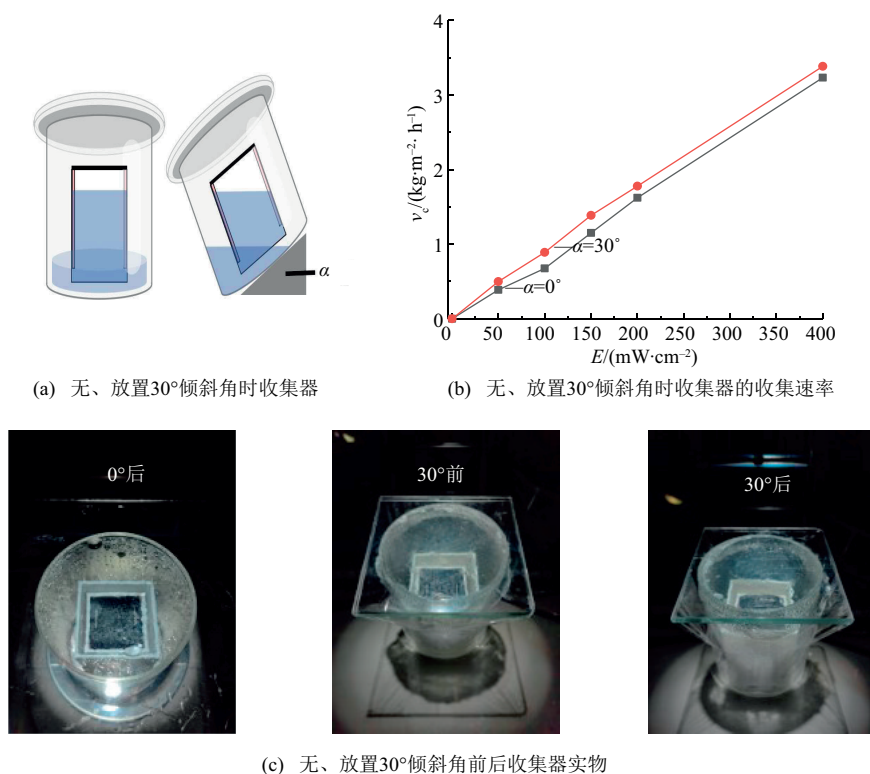 α
4
3
2
1
0
v_c/(kg·m⁻²· h⁻¹)
α=30°
α=0°
0 50 100 150 200 250 300 350 400
E/(mW·cm⁻²)
(a) 无、放置30°倾斜角时收集器
(b) 无、放置30°倾斜角时收集器的收集速率
0°后
30°前
30°后
(c) 无、放置30°倾斜角前后收集器实物